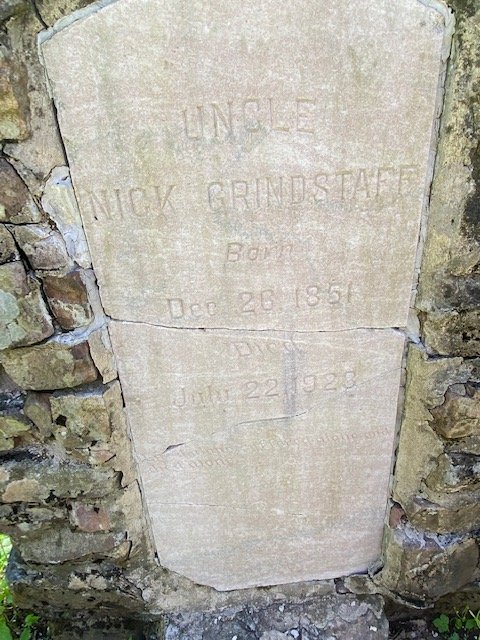 UNCLE
NICK GRINDSTAFF
Born
Dec 26 1851
Died
July 22 1923